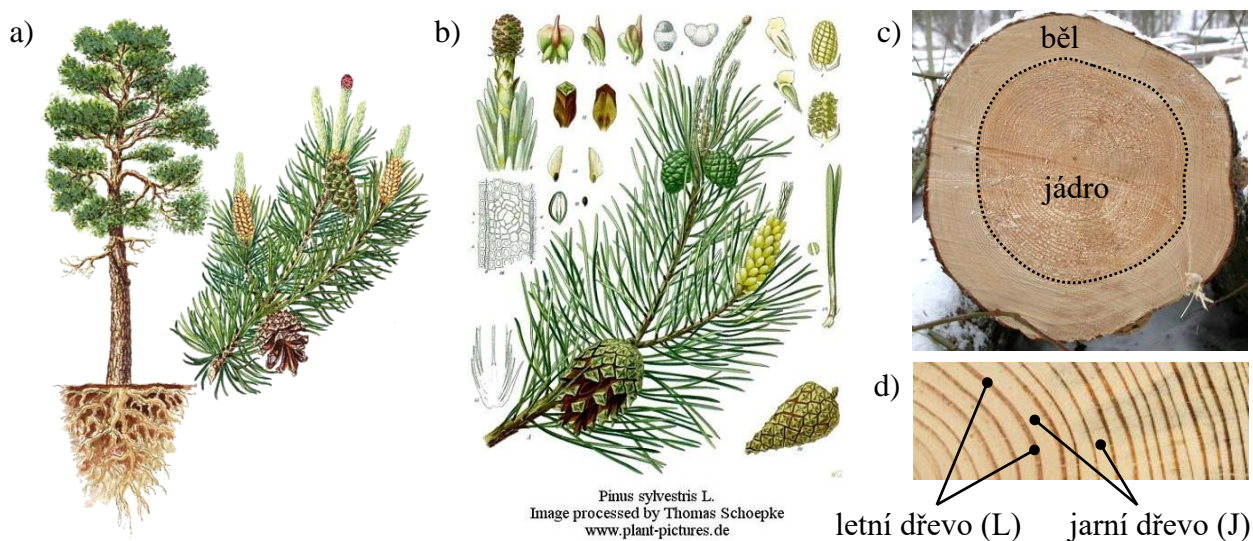 a)
b)
Pinus sylvestris L.
Image processed by Thomas Schoepke
www.plant-pictures.de
c)
běl
jádro
d)
letní dřevo (L)
jarní dřevo (J)